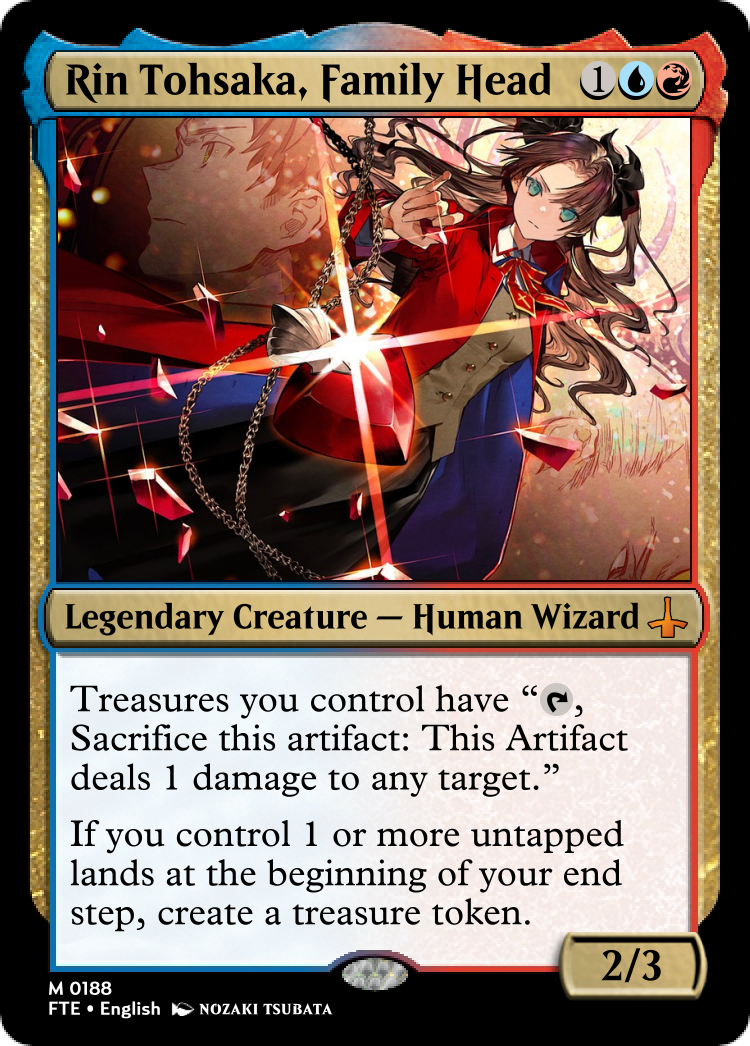 Rin Tohsaka, Family Head 1
Legendary Creature — Human Wizard
Treasures you control have “,
Sacrifice this artifact: This Artifact
deals 1 damage to any target.”
If you control 1 or more untapped
lands at the beginning of your end
step, create a treasure token.
2/3
M 0188
FTE • English NOZAKI TSUBATA